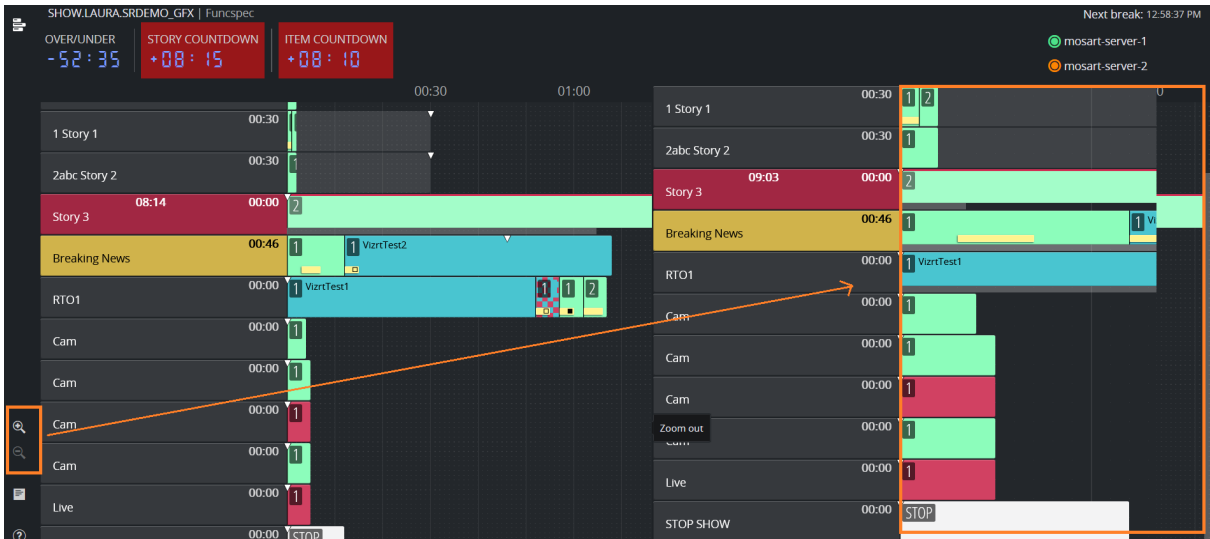 SHOW.LAURA.SRDEMO_GFX | Funcspec
Next break: 12:58:37 PM
OVER/UNDER
STORY COUNTDOWN
ITEM COUNTDOWN
-52:35
+08:15
+08:10
mosart-server-1
mosart-server-2
00:30
01:00
1 Story 1
00:30
2abc Story 2
00:30
1
Story 3
08:14
00:00
2
Breaking News
00:46
1
1 VizrtTest2
RTO1
00:00
1 VizrtTest1
1
1
2
Cam
00:00
1
Cam
00:00
1
Cam
00:00
1
Cam
00:00
1
Live
00:00
1
00:00
STOP
1 Story 1
00:30
1
2
0
2abc Story 2
00:30
1
Story 3
09:03
00:00
2
Breaking News
00:46
1
1 Vi
RTO1
00:00
1 VizrtTest1
Cam
00:00
1
Cam
00:00
1
Cam
00:00
1
Zoom out
Cam
00:00
1
Live
00:00
1
STOP SHOW
00:00
STOP